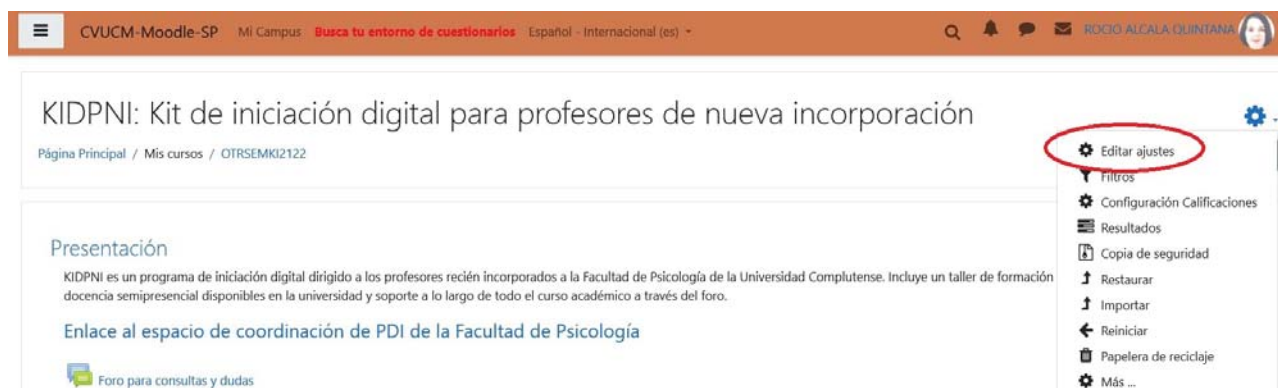 CVUCM-Moodle-SP Mi Campus Busca tu entorno de cuestionarios Español - Internacional (es) ROCIO ALCALA QUINTANA
KIDPNI: Kit de iniciación digital para profesores de nueva incorporación
Página Principal / Mis cursos / OTRSEMKI2122
Editar ajustes
Filtros
Configuración Calificaciones
Resultados
Copia de seguridad
Restaurar
Importar
Reiniciar
Papelera de reciclaje
Más ...
Presentación
KIDPNI es un programa de iniciación digital dirigido a los profesores recién incorporados a la Facultad de Psicología de la Universidad Complutense. Incluye un taller de formación
docencia semipresencial disponibles en la universidad y soporte a lo largo de todo el curso académico a través del foro.
Enlace al espacio de coordinación de PDI de la Facultad de Psicología
Foro para consultas y dudas